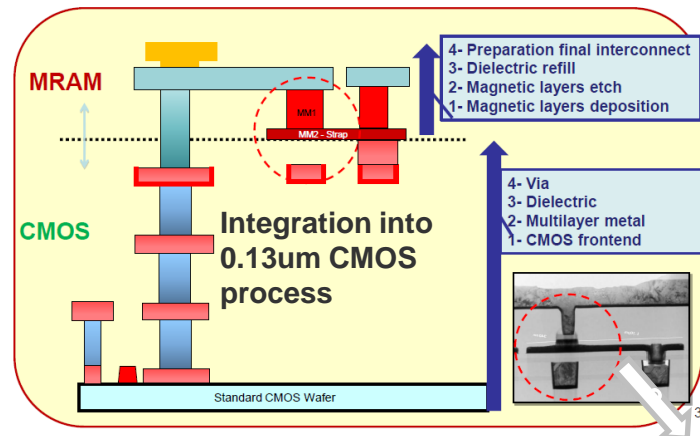 MRAM
CMOS
MM1
MM2 - Strap
Integration into
0.13um CMOS
process
Standard CMOS Wafer
4- Preparation final interconnect
3- Dielectric refill
2- Magnetic layers etch
1- Magnetic layers deposition
4- Via
3- Dielectric
2- Multilayer metal
1- CMOS frontend
3